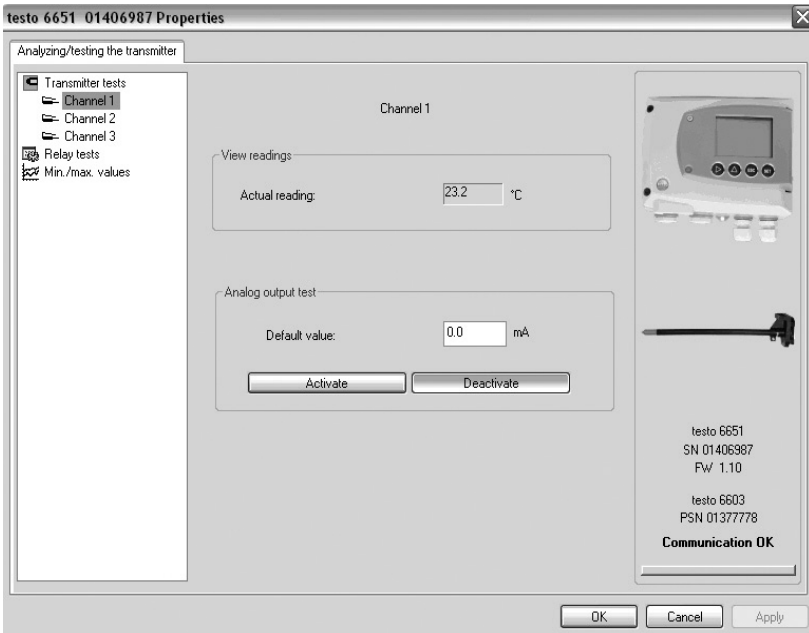 testo 6651 01406987 Properties
Analyzing/testing the transmitter
Transmitter tests
Channel 1
Channel 2
Channel 3
Relay tests
Min./max. values
Channel 1
View readings
Actual reading:
23.2 °C
Analog output test
Default value:
0.0 mA
Activate
Deactivate
testo 6651
SN 01406987
FW 1.10
testo 6603
PSN 01377778
Communication OK
OK
Cancel
Apply